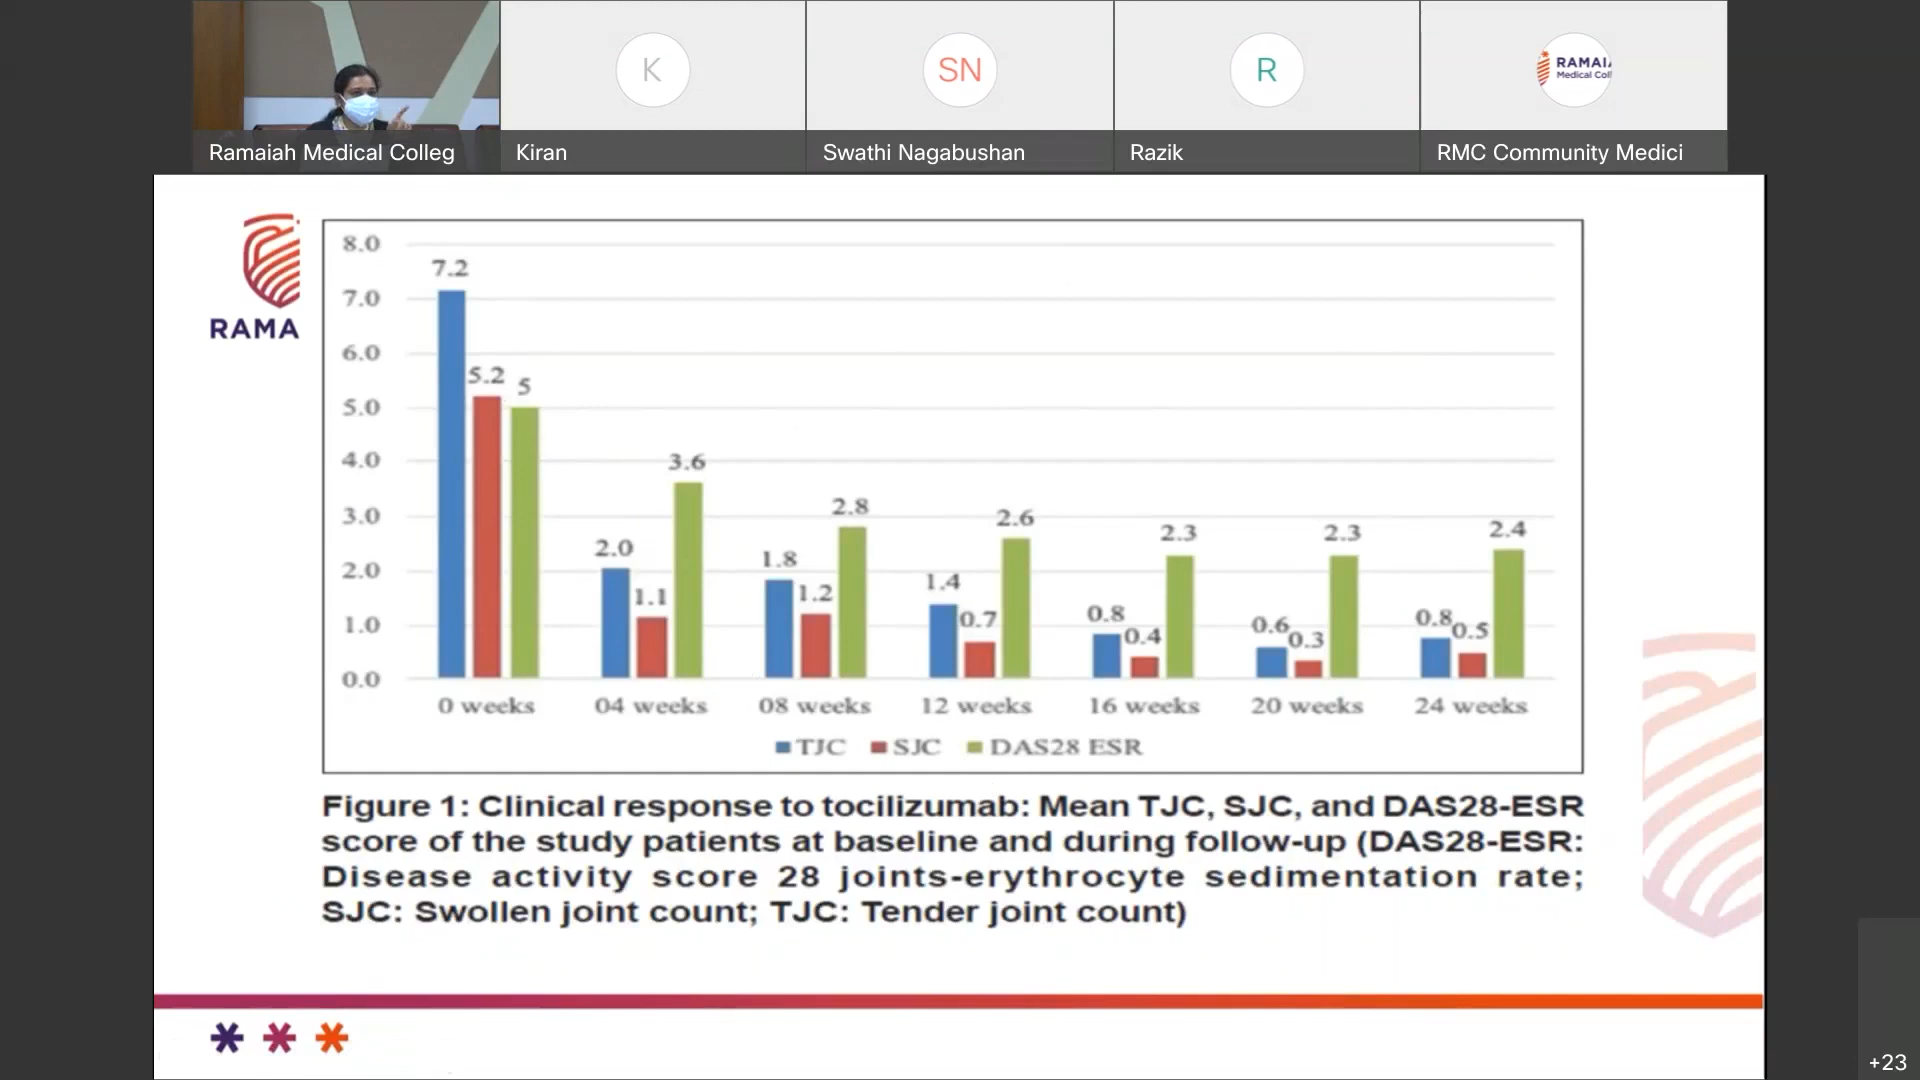 K
SN
R
RAMAIA
Medical Coll
Ramaiah Medical Colleg
Kiran
Swathi Nagabushan
Razik
RMC Community Medici
RAMA
8.0
7.0
6.0
5.0
4.0
3.0
2.0
1.0
0.0
7.2
5.2
5
2.0
1.1
3.6
1.8
1.2
2.8
1.4
0.7
2.6
0.8
0.4
2.3
0.6
0.3
2.3
0.8
0.5
2.4
0 weeks
04 weeks
08 weeks
12 weeks
16 weeks
20 weeks
24 weeks
TJC SJC DAS28 ESR
Figure 1: Clinical response to tocilizumab: Mean TJC, SJC, and DAS28-ESR
score of the study patients at baseline and during follow-up (DAS28-ESR:
Disease activity score 28 joints-erythrocyte sedimentation rate;
SJC: Swollen joint count; TJC: Tender joint count)
+23